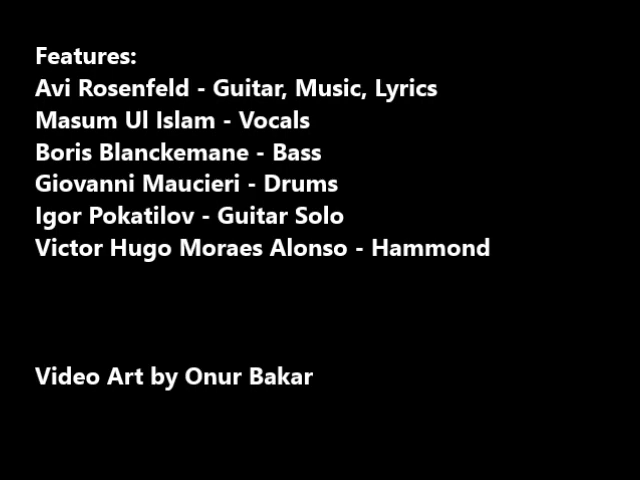 Features:
Avi Rosenfeld - Guitar, Music, Lyrics
Masum Ul Islam - Vocals
Boris Blanckemane - Bass
Giovanni Maucieri - Drums
Igor Pokatilov - Guitar Solo
Victor Hugo Moraes Alonso - Hammond
Video Art by Onur Bakar